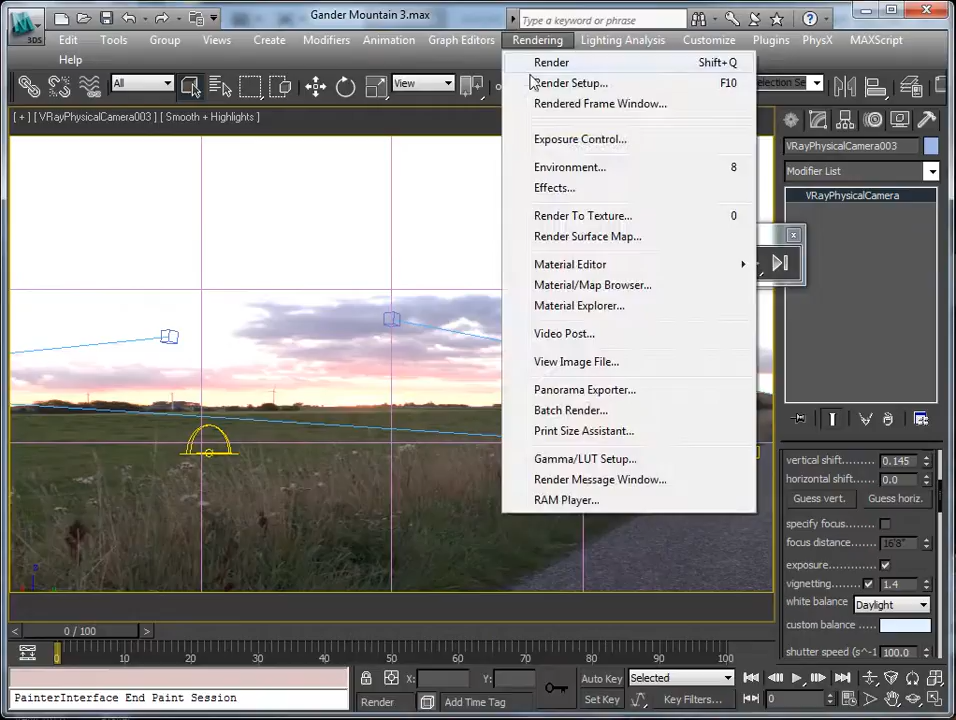 Gander Mountain 3.max
Type a keyword or phrase
3DS
Edit Tools Group Views Create Modifiers Animation Graph Editors Rendering Lighting Analysis Customize Plugins PhysX MAXScript
Help
All
View
Selection Se
[ + ] [ VRayPhysicalCamera003 ] [ Smooth + Highlights ]
Render Shift+Q
Render Setup... F10
Rendered Frame Window...
Exposure Control...
Environment... 8
Effects...
Render To Texture... 0
Render Surface Map...
Material Editor
Material/Map Browser...
Material Explorer...
Video Post...
View Image File...
Panorama Exporter...
Batch Render...
Print Size Assistant...
Gamma/LUT Setup...
Render Message Window...
RAM Player...
VRayPhysicalCamera003
Modifier List
VRayPhysicalCamera
vertical shift 0.145
horizontal shift 0.0
Guess vert. Guess horiz.
specify focus
focus distance 16'8"
exposure
vignetting 1.4
white balance Daylight
custom balance
shutter speed (s^-1 100.0
0 / 100
0 10 20 30 40 50 60 70 80 90 100
X: Y: Auto Key Selected
PainterInterface End Paint Session
Render Add Time Tag Set Key Key Filters... 0